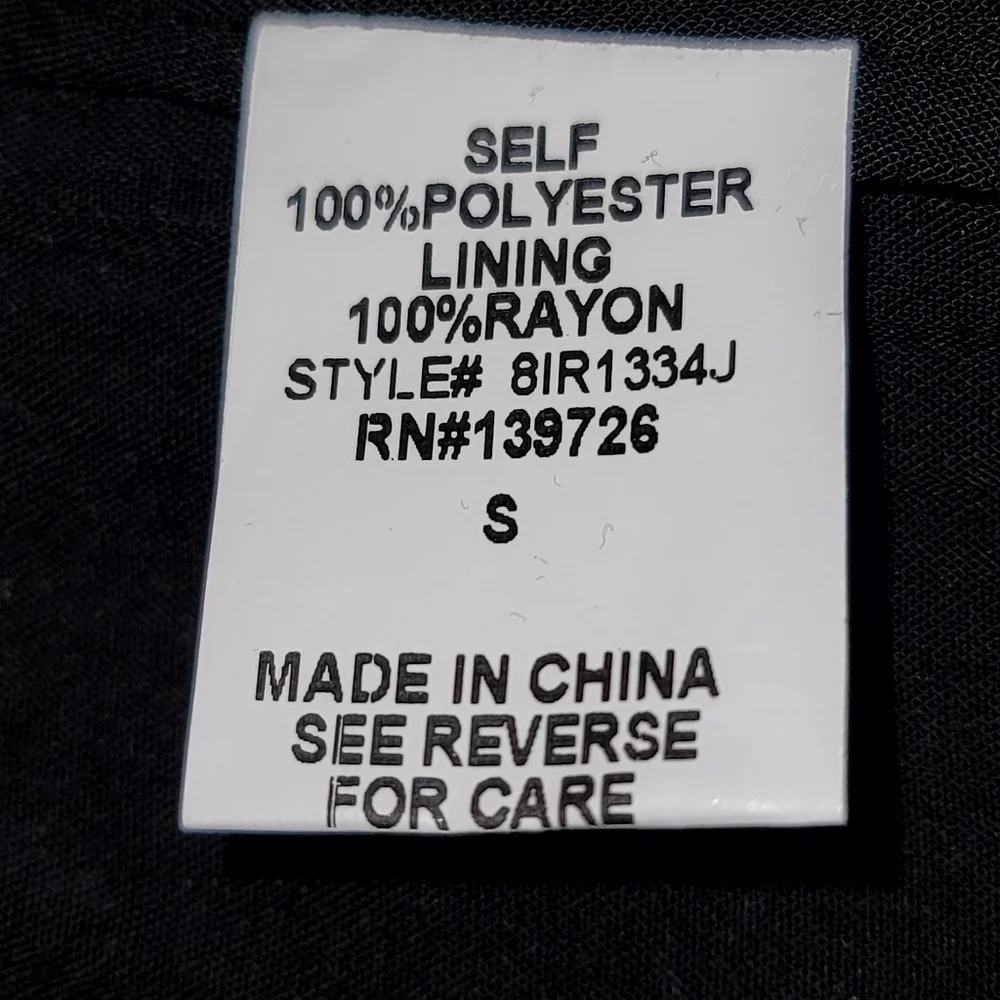 SELF
100%POLYESTER
LINING
100%RAYON
STYLE# 8IR1334J
RN#139726
S
MADE IN CHINA
SEE REVERSE
FOR CARE